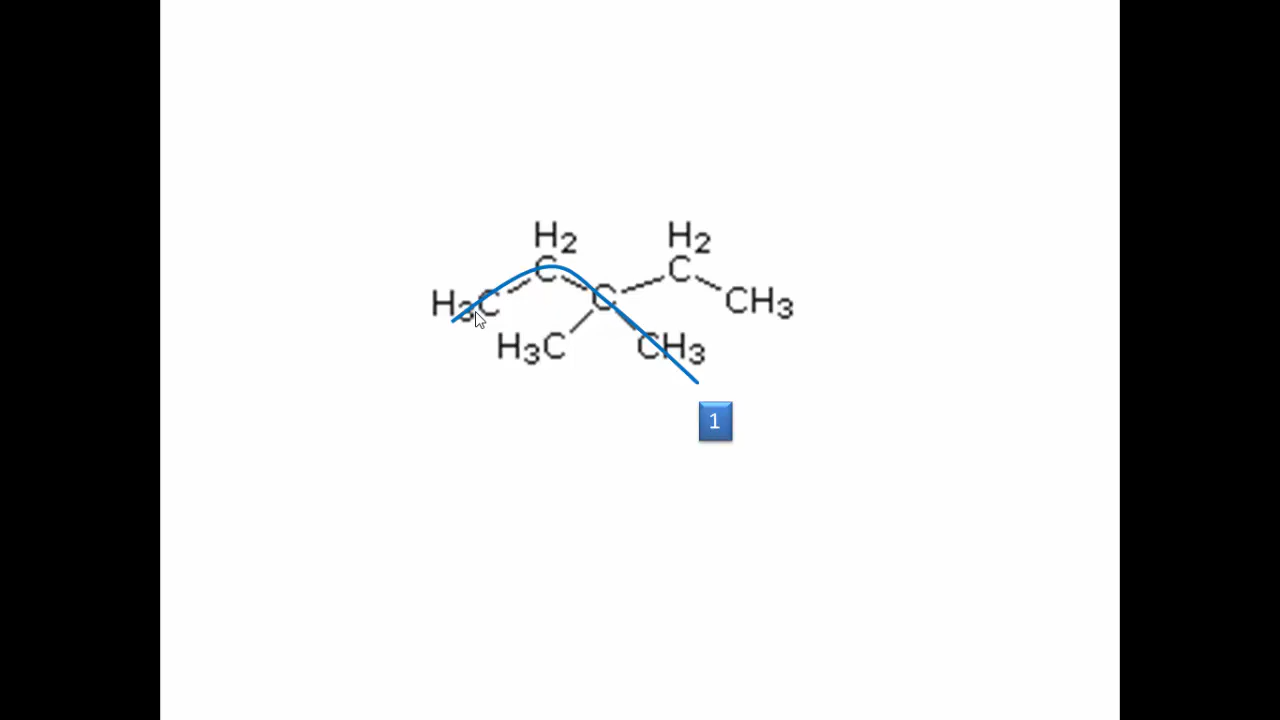 H₂ H₂
C C
H₃C C CH₃
H₃C CH₃
1